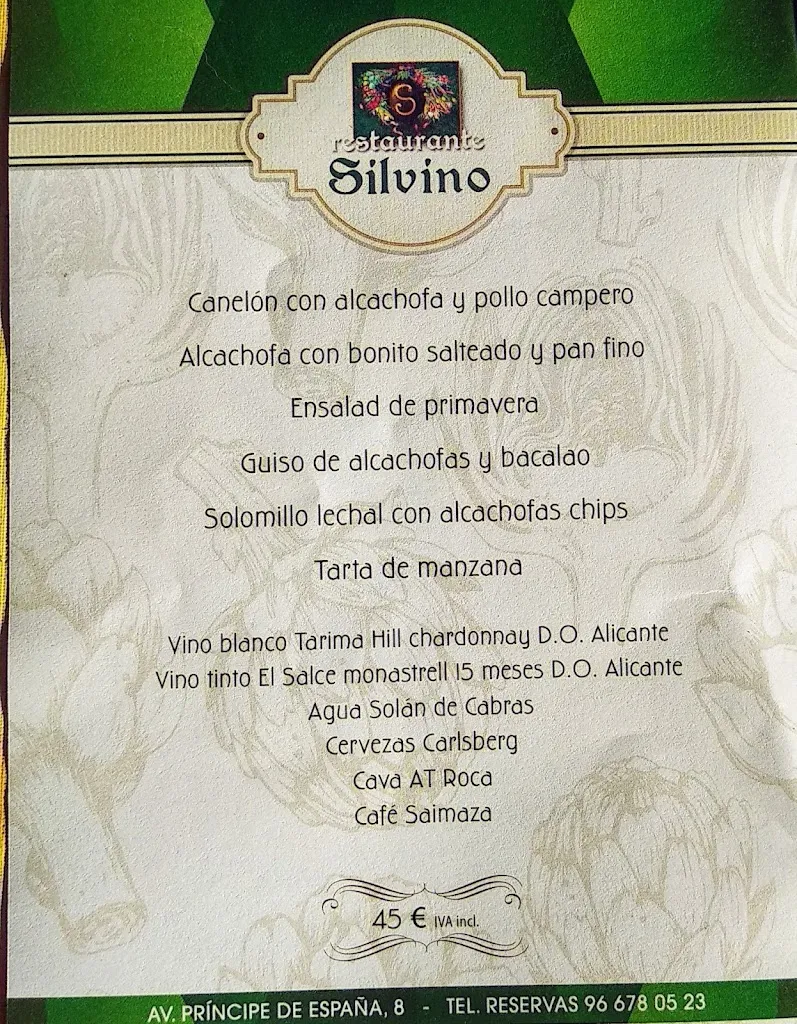 S
restaurante
Silvino
Canelón con alcachofa y pollo campero
Alcachofa con bonito salteado y pan fino
Ensalad de primavera
Guiso de alcachofas y bacalao
Solomillo lechal con alcachofas chips
Tarta de manzana
Vino blanco Tarima Hill chardonnay D.O. Alicante
Vino tinto El Salce monastrell 15 meses D.O. Alicante
Agua Solán de Cabras
Cervezas Carlsberg
Cava AT Roca
Café Saimaza
45 € IVA incl.
AV. PRÍNCIPE DE ESPAÑA, 8 - TEL. RESERVAS 96 678 05 23